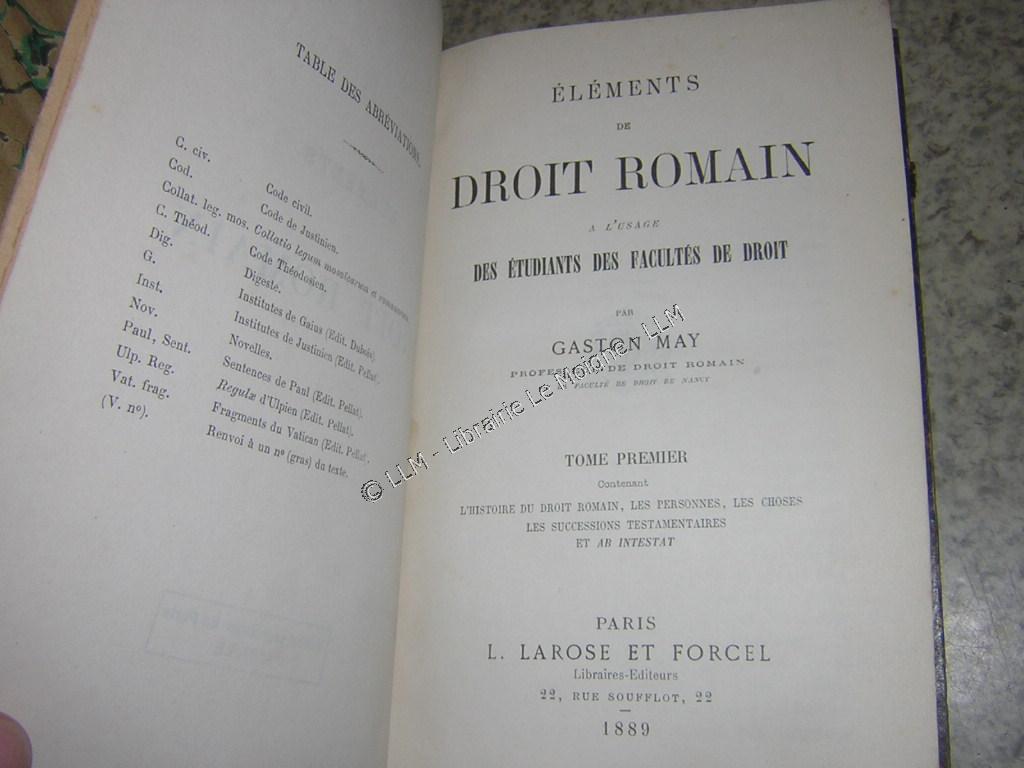 TABLE DES ABRÉVIATIONS.
C. civ. Code civil.
Cod. Code de Justinien.
Collat. leg. mos. Collatio legum mosaïcarum et romanarum.
C. Théod. Code Théodosien.
Dig. Digeste.
G. Institutes de Gaius (Edit. Dubois).
Inst. Institutes de Justinien (Edit. Pellat).
Nov. Novelles.
Paul, Sent. Sentences de Paul (Edit. Pellat).
Ulp. Reg. Regulæ d'Ulpien (Edit. Pellat).
Vat. frag. Fragments du Vatican (Edit. Pellat).
(V. nº). Renvoi à un nº (gras) du texte.
ÉLÉMENTS
DE
DROIT ROMAIN
A L'USAGE
DES ÉTUDIANTS DES FACULTÉS DE DROIT
PAR
GASTON MAY
PROFESSEUR DE DROIT ROMAIN
A LA FACULTÉ DE DROIT DE NANCY
TOME PREMIER
Contenant
L'HISTOIRE DU DROIT ROMAIN, LES PERSONNES, LES CHOSES
LES SUCCESSIONS TESTAMENTAIRES
ET AB INTESTAT
PARIS
L. LAROSE ET FORCEL
Libraires-Editeurs
22, RUE SOUFFLOT, 22
1889
© LLM - Librairie Le Moigne - LLM